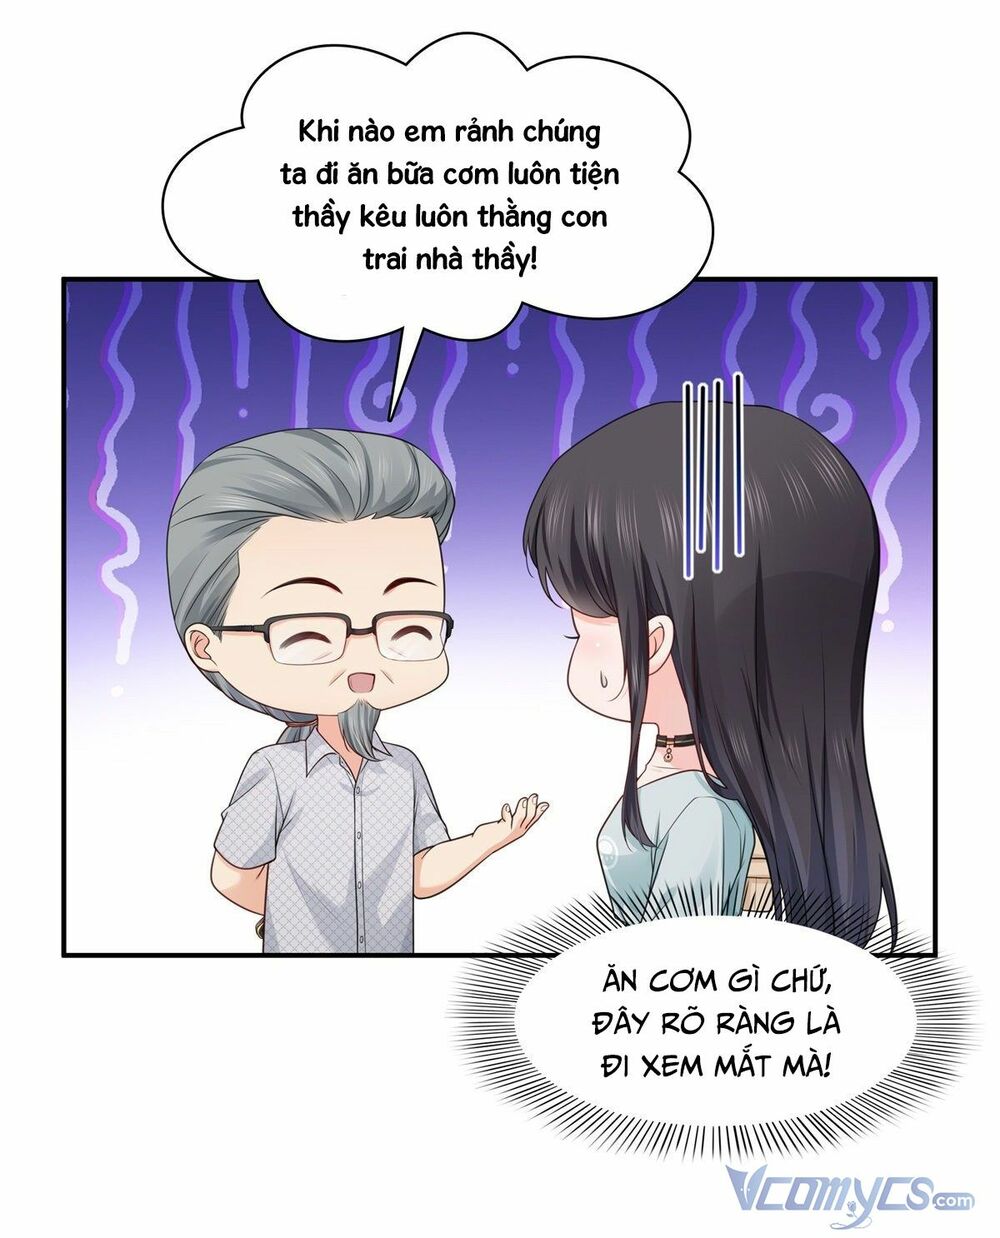 Khi nào em rảnh chúng
ta đi ăn bữa cơm luôn tiện
thầy kêu luôn thằng con
trai nhà thầy!
ĂN CƠM GÌ CHỨ,
ĐÂY RÕ RÀNG LÀ
ĐI XEM MẮT MÀ!
VCOMYCS.com